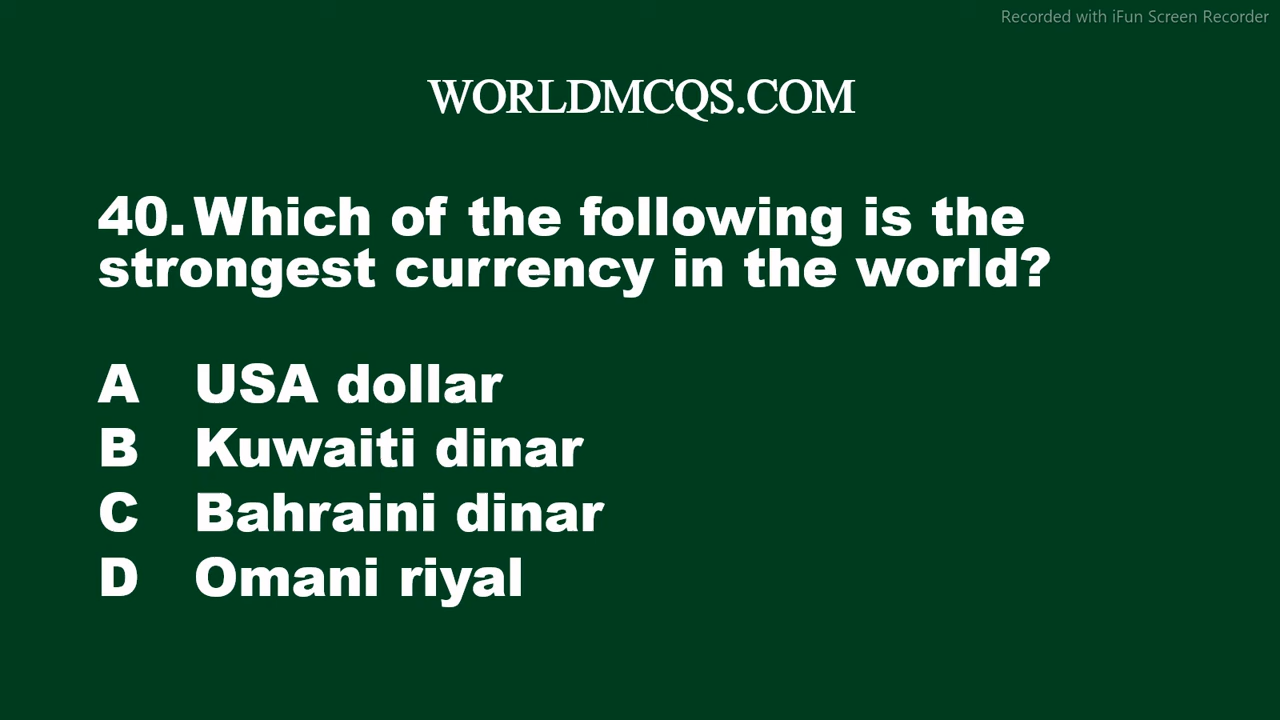 Recorded with iFun Screen Recorder
WORLDMCQS.COM
40. Which of the following is the
strongest currency in the world?
A USA dollar
B Kuwaiti dinar
C Bahraini dinar
D Omani riyal